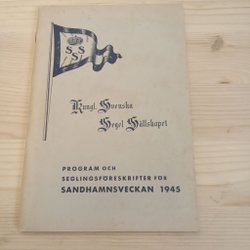 S S
S S
Kungl. Svenska
Segel Sällskapet
PROGRAM OCH
SEGLINGSFÖRESKRIFTER FÖR
SANDHAMNSVECKAN 1945